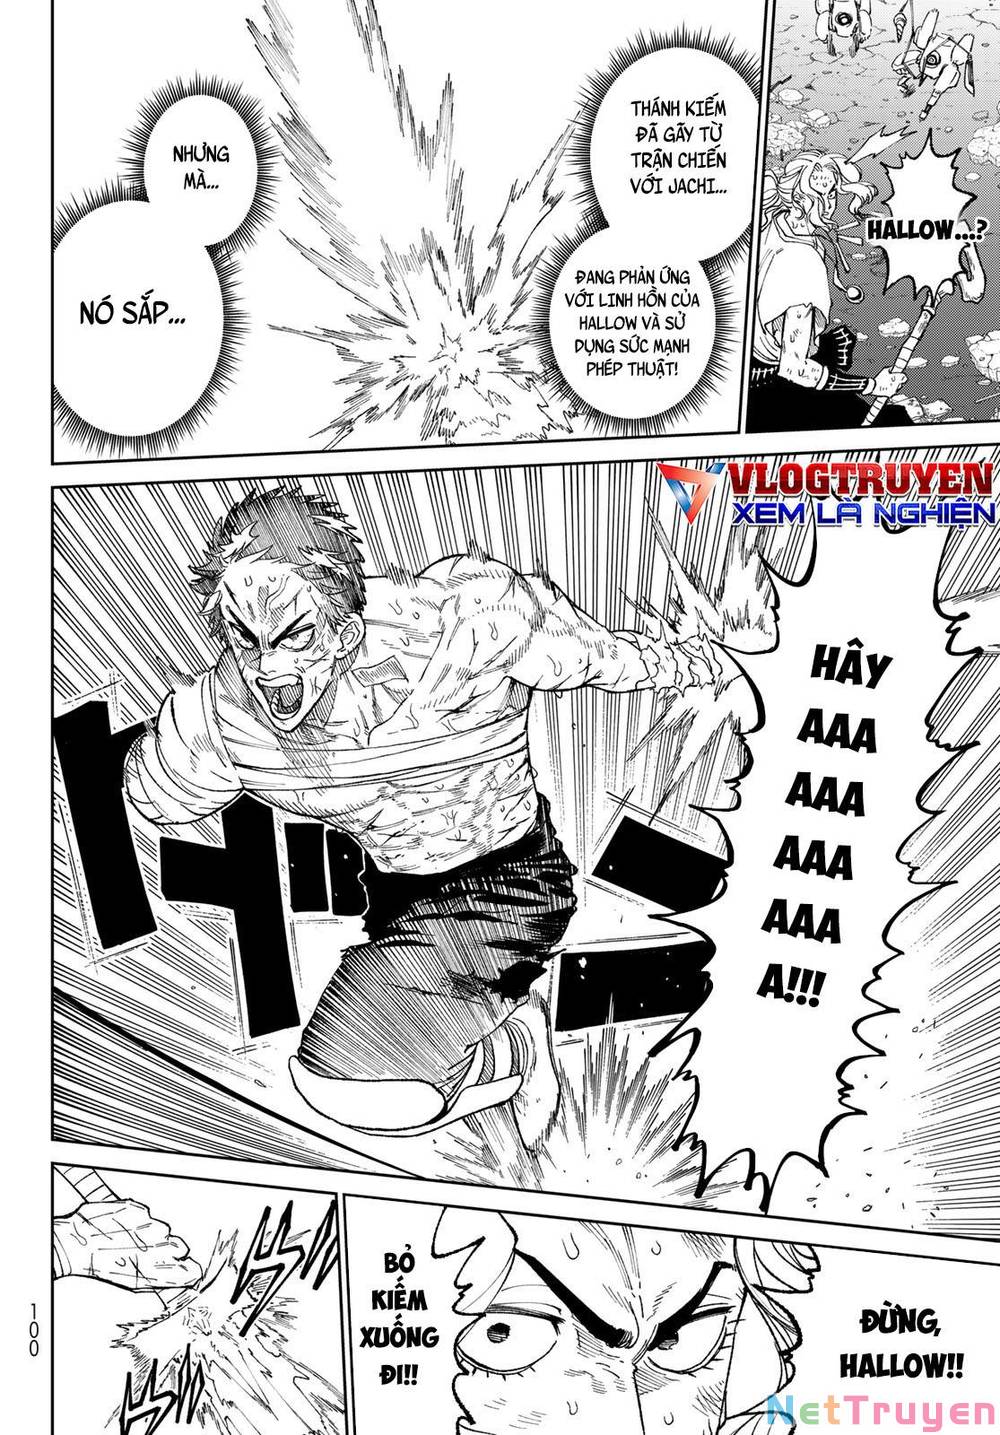 HALLOW...?
THÁNH KIẾM
ĐÃ GÃY TỪ
TRẬN CHIẾN
VỚI JACHI...
ĐANG PHẢN ỨNG
VỚI LINH HỒN CỦA
HALLOW VÀ SỬ
DỤNG SỨC MẠNH
PHÉP THUẬT!
NHƯNG
MÀ...
NÓ SẮP...
VLOGTRUYEN
XEM LÀ NGHIỆN
HÂY
AAA
AAA
AAA
AAA
A!!!
ĐỪNG,
HALLOW!!
BỎ
KIẾM
XUỐNG
ĐI!!
100
NetTruyen